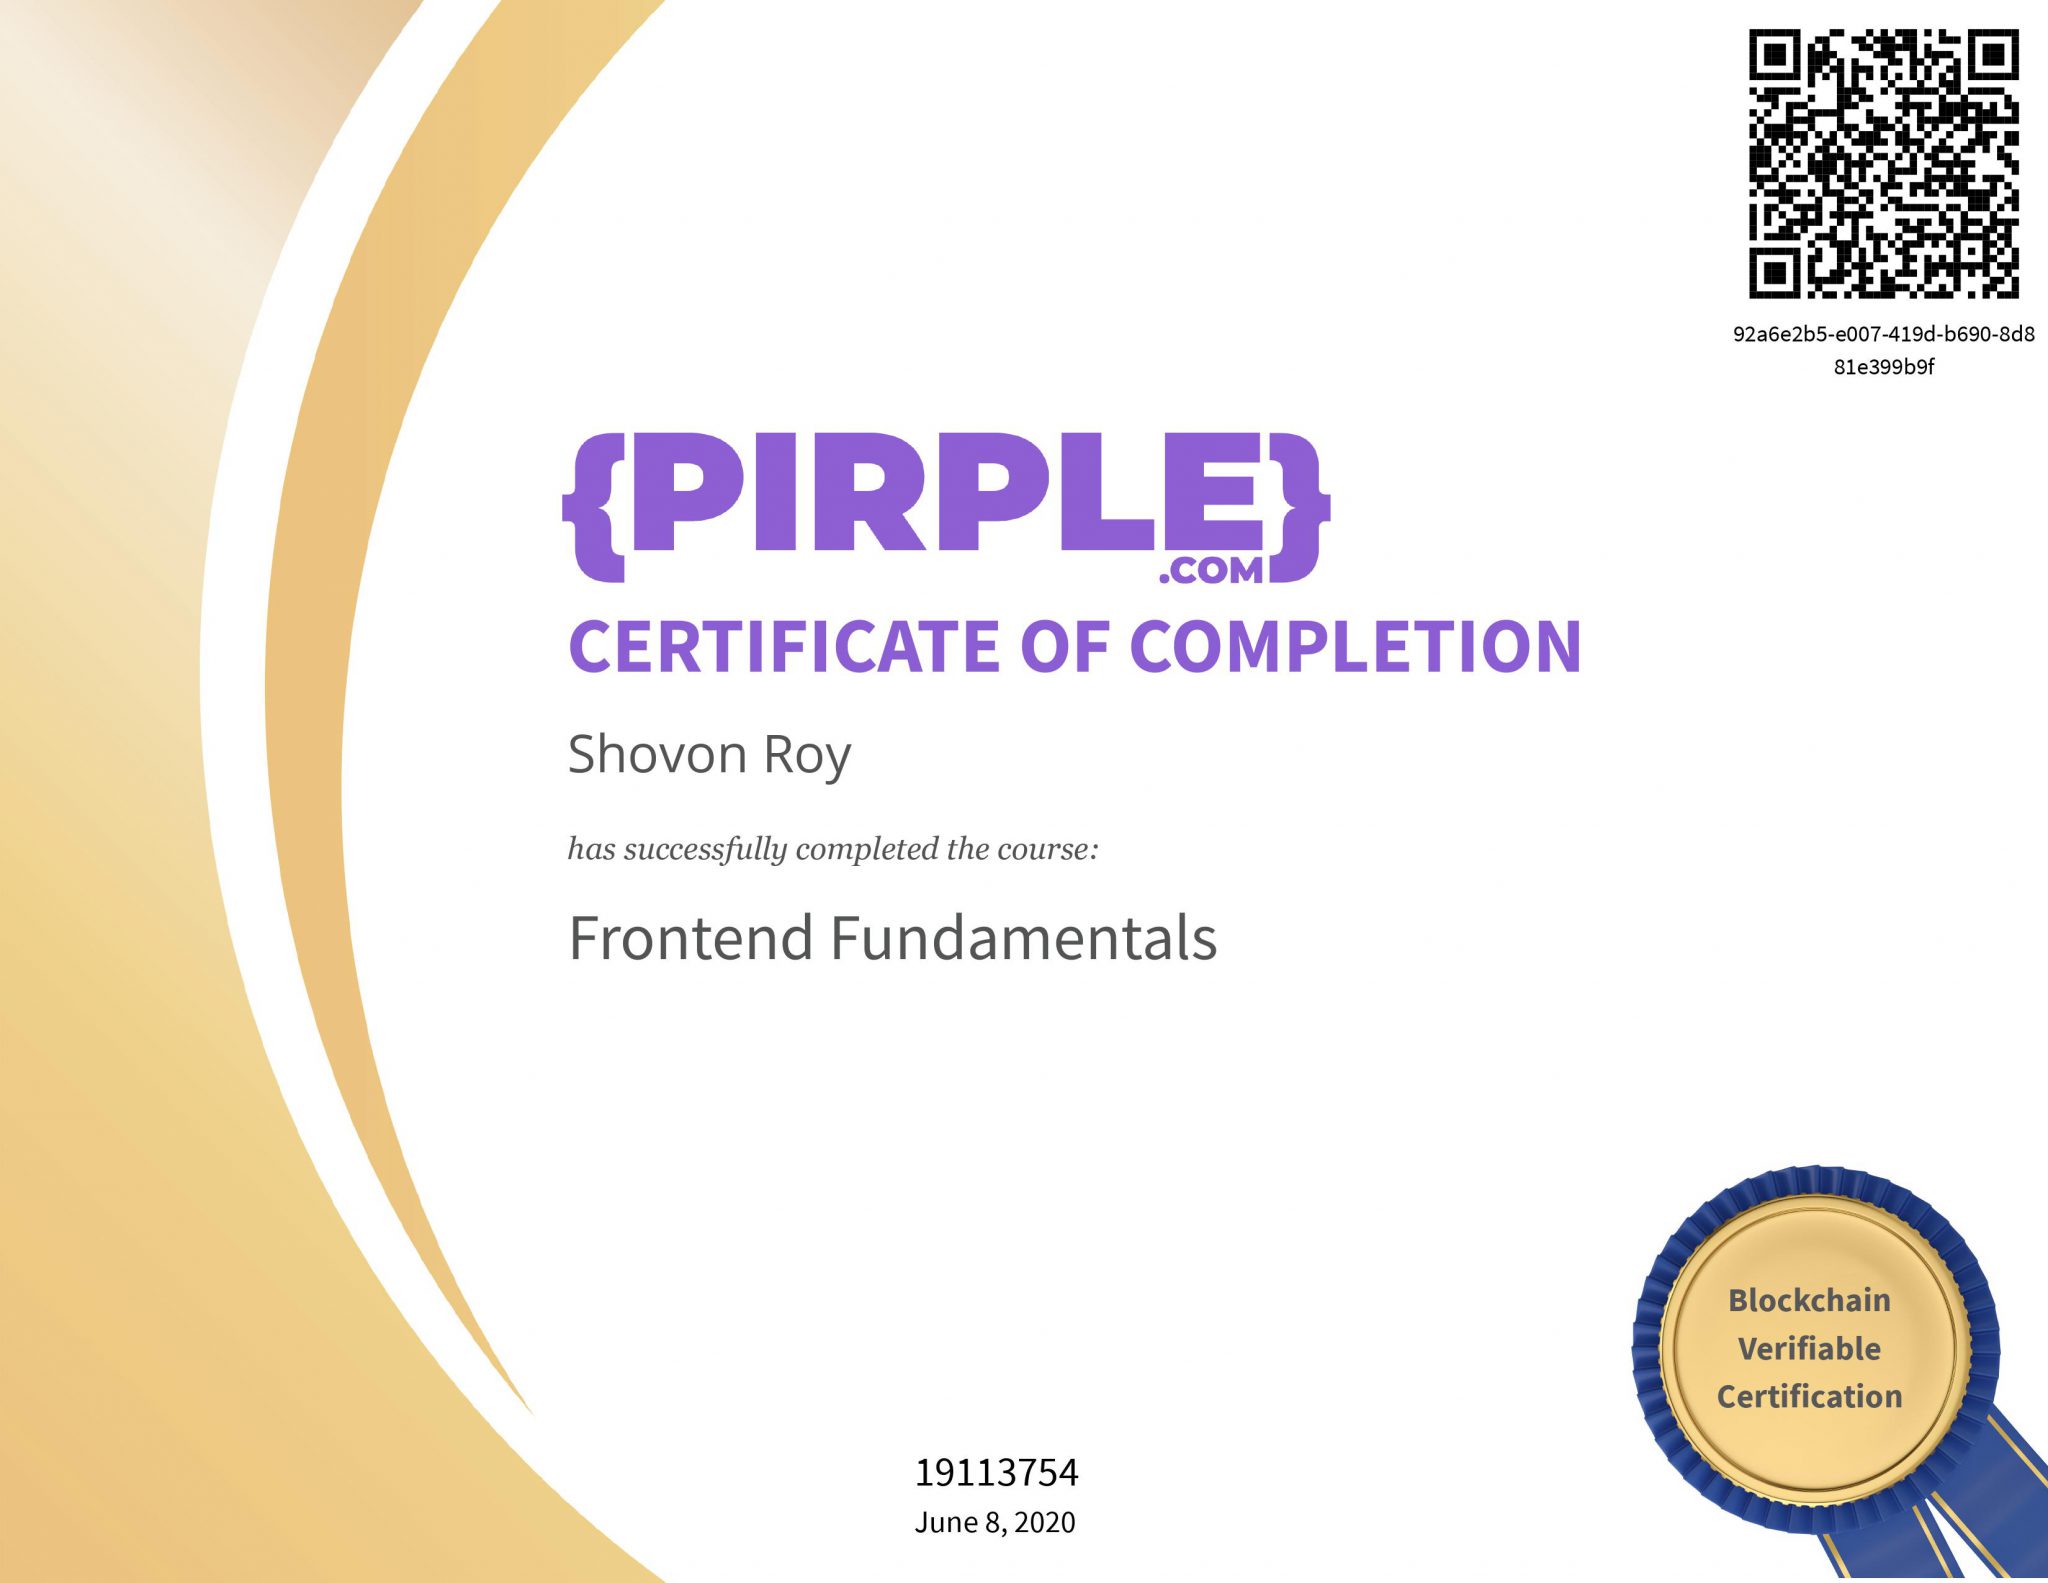 92a6e2b5-e007-419d-b690-8d8
81e399b9f
{PIRPLE}
.COM
CERTIFICATE OF COMPLETION
Shovon Roy
has successfully completed the course:
Frontend Fundamentals
Blockchain
Verifiable
Certification
19113754
June 8, 2020